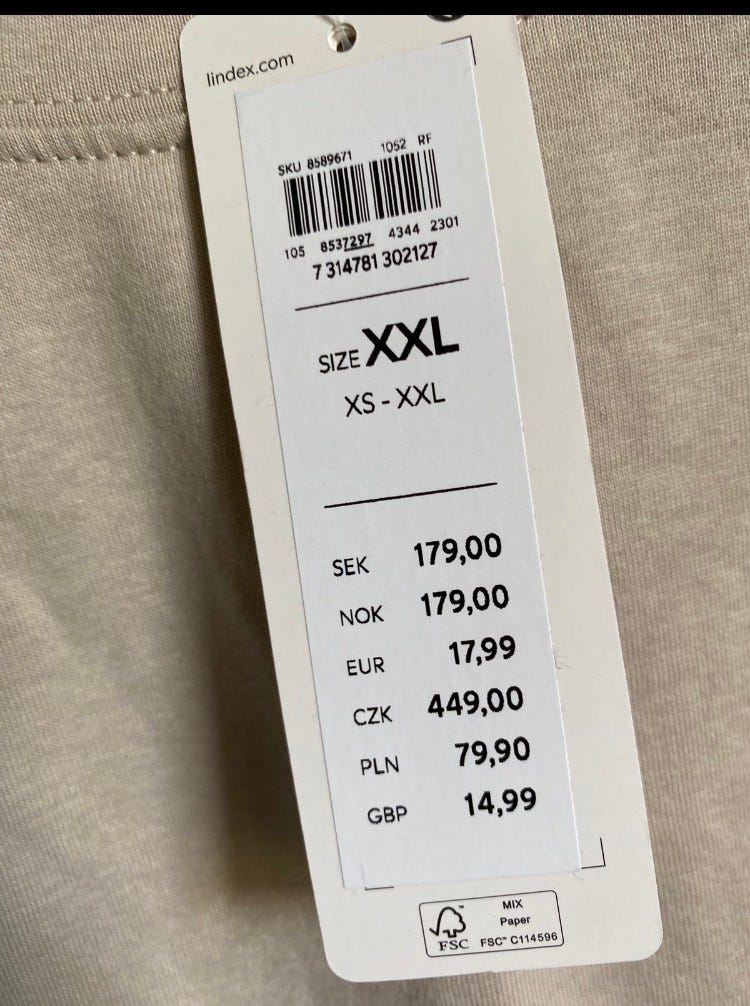 lindex.com
SKU 8589671 1052 RF
105 8537297 4344 2301
7 314781 302127
SIZE XXL
XS - XXL
SEK 179,00
NOK 179,00
EUR 17,99
CZK 449,00
PLN 79,90
GBP 14,99
MIX
Paper
FSC™ FSC™ C114596